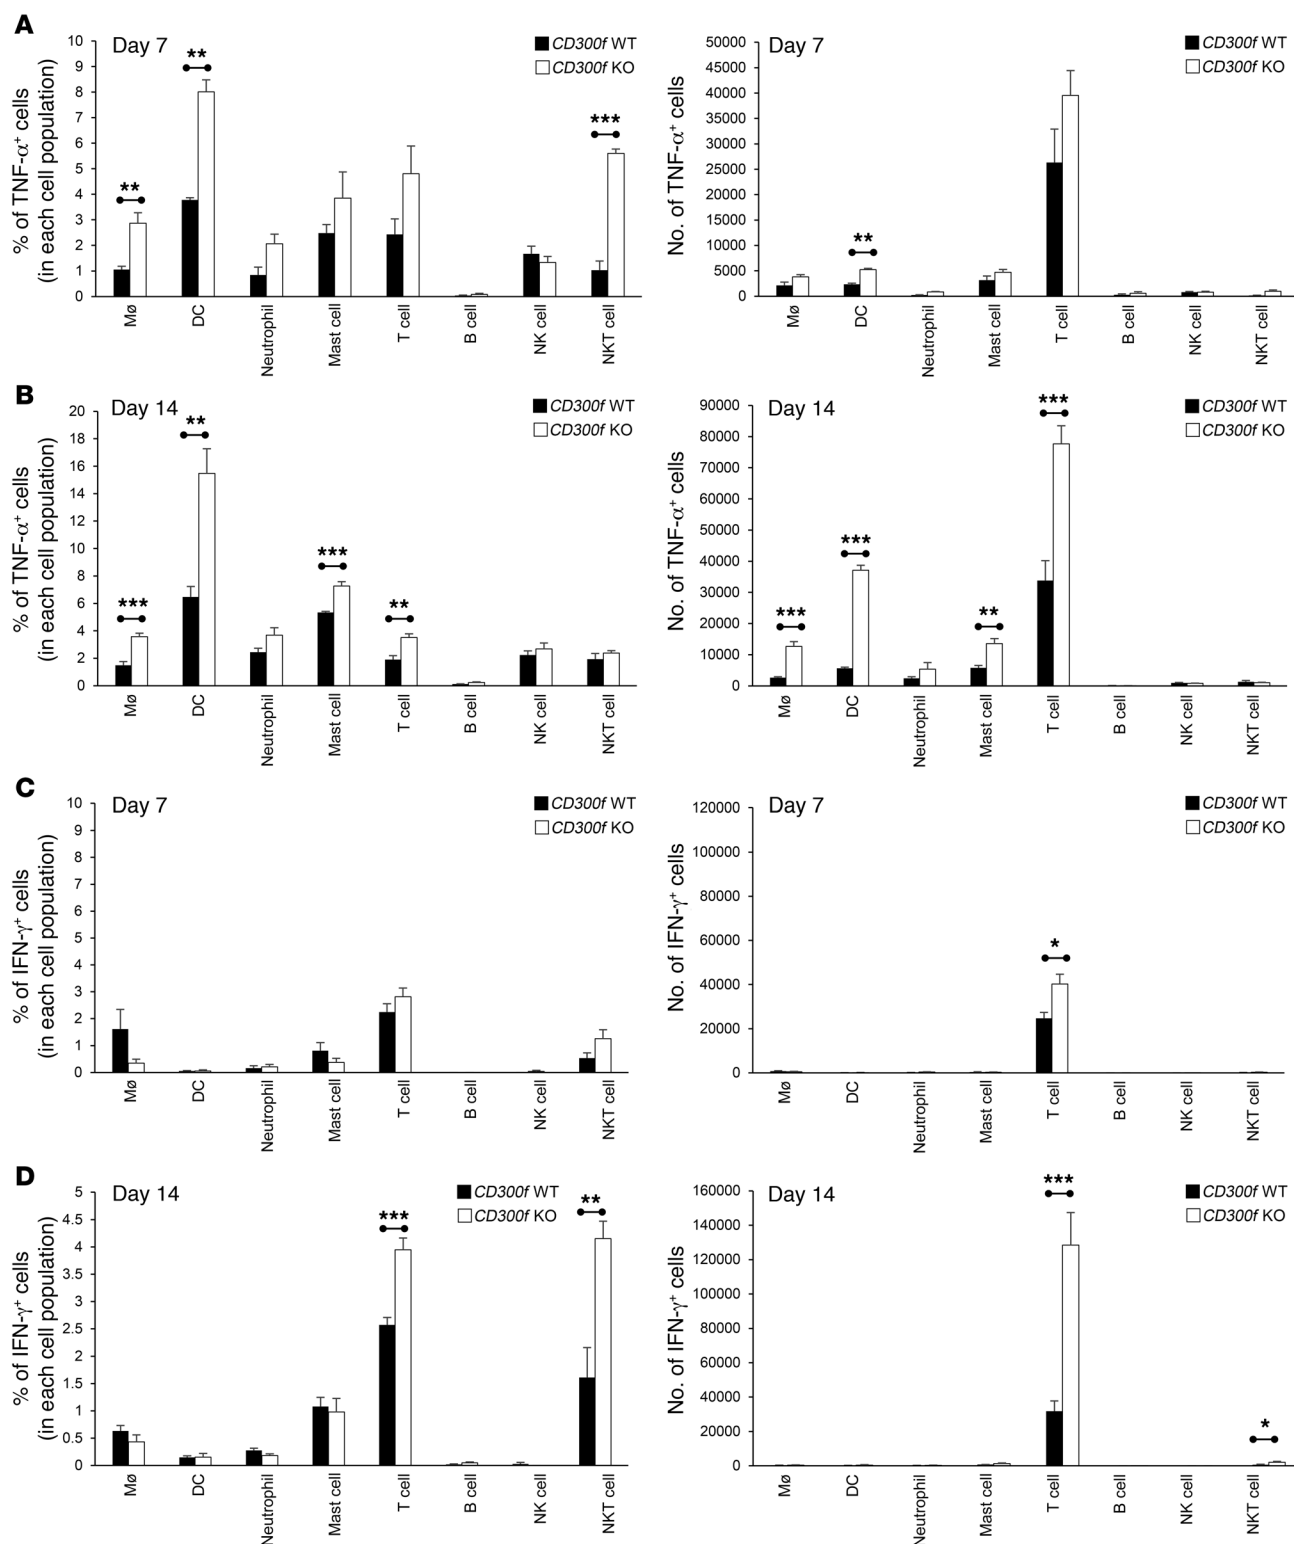 A
Day 7
CD300f WT
CD300f KO
% of TNF-α⁺ cells
(in each cell population)
10
9
8
7
6
5
4
3
2
1
0
**
**
***
Mø
DC
Neutrophil
Mast cell
T cell
B cell
NK cell
NKT cell
Day 7
CD300f WT
CD300f KO
No. of TNF-α⁺ cells
50000
45000
40000
35000
30000
25000
20000
15000
10000
5000
0
**
Mø
DC
Neutrophil
Mast cell
T cell
B cell
NK cell
NKT cell
B
Day 14
CD300f WT
CD300f KO
% of TNF-α⁺ cells
(in each cell population)
20
18
16
14
12
10
8
6
4
2
0
***
**
***
**
Mø
DC
Neutrophil
Mast cell
T cell
B cell
NK cell
NKT cell
Day 14
CD300f WT
CD300f KO
No. of TNF-α⁺ cells
90000
80000
70000
60000
50000
40000
30000
20000
10000
0
***
***
**
***
Mø
DC
Neutrophil
Mast cell
T cell
B cell
NK cell
NKT cell
C
Day 7
CD300f WT
CD300f KO
% of IFN-γ⁺ cells
(in each cell population)
10
9
8
7
6
5
4
3
2
1
0
Mø
DC
Neutrophil
Mast cell
T cell
B cell
NK cell
NKT cell
Day 7
CD300f WT
CD300f KO
No. of IFN-γ⁺ cells
120000
100000
80000
60000
40000
20000
0
*
Mø
DC
Neutrophil
Mast cell
T cell
B cell
NK cell
NKT cell
D
Day 14
CD300f WT
CD300f KO
% of IFN-γ⁺ cells
(in each cell population)
5
4.5
4
3.5
3
2.5
2
1.5
1
0.5
0
***
**
Mø
DC
Neutrophil
Mast cell
T cell
B cell
NK cell
NKT cell
Day 14
CD300f WT
CD300f KO
No. of IFN-γ⁺ cells
160000
140000
120000
100000
80000
60000
40000
20000
0
***
*
Mø
DC
Neutrophil
Mast cell
T cell
B cell
NK cell
NKT cell